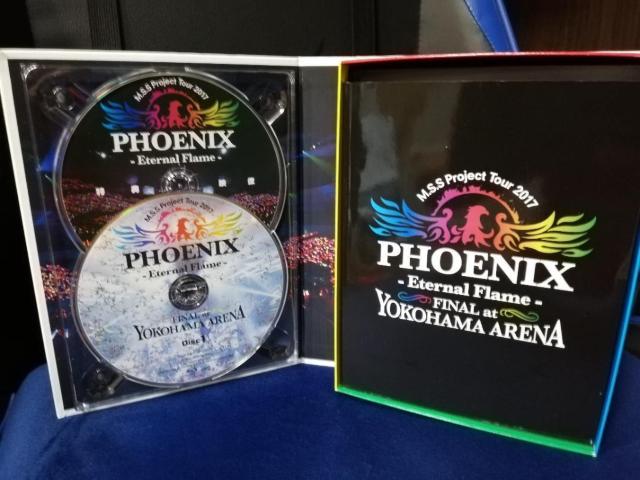 M.S.S Project Tour 2017
PHOENIX
- Eternal Flame -
M.S.S Project Tour 2017
PHOENIX
- Eternal Flame -
FINAL at
YOKOHAMA ARENA
Disc 1
M.S.S Project Tour 2017
PHOENIX
- Eternal Flame -
FINAL at
YOKOHAMA ARENA